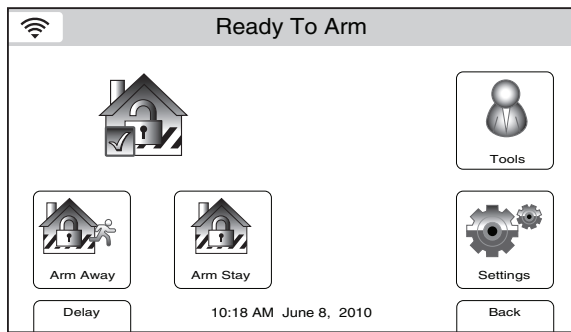 Ready To Arm
Tools
Arm Away
Arm Stay
Settings
Delay
10:18 AM June 8, 2010
Back